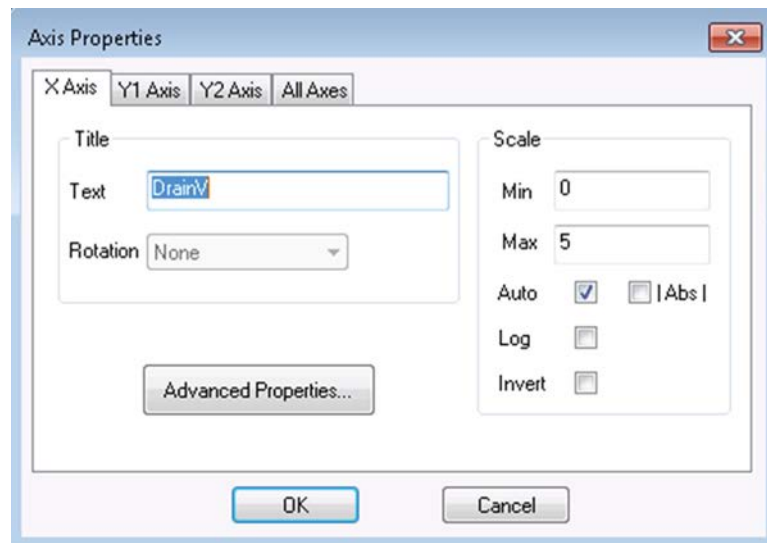 Axis Properties
X Axis Y1 Axis Y2 Axis All Axes
Title
Text DrainV
Rotation None
Advanced Properties...
Scale
Min 0
Max 5
Auto |Abs|
Log
Invert
OK Cancel